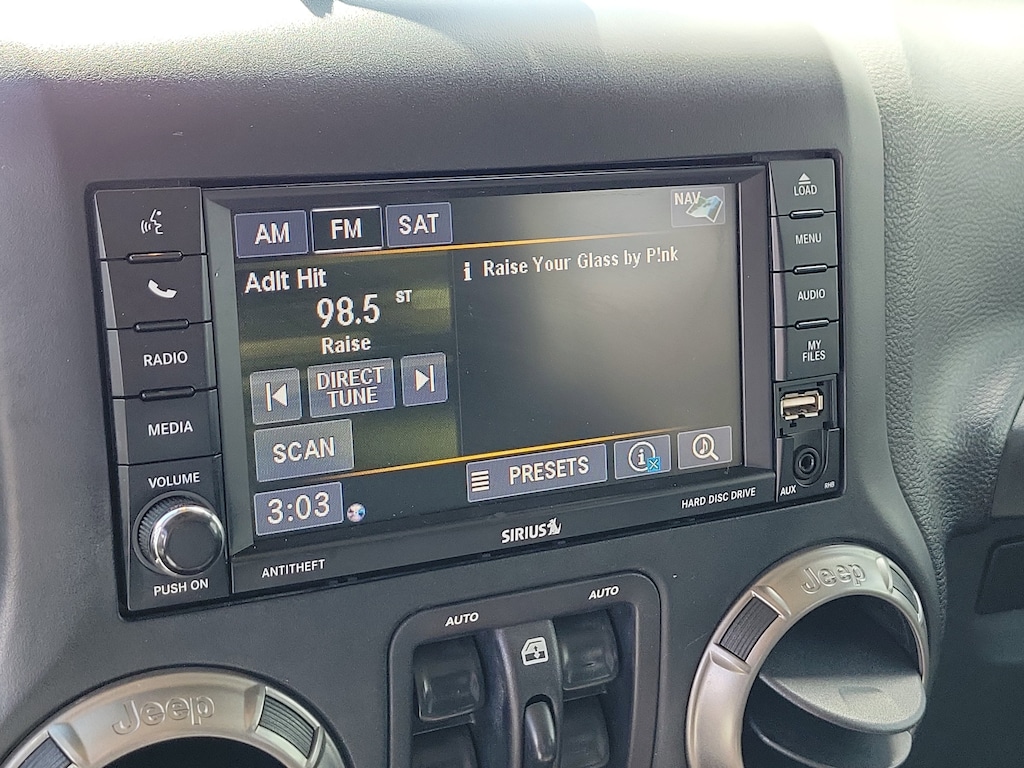 RADIO
MEDIA
VOLUME
PUSH ON
AM FM SAT
NAV
Adlt Hit
98.5 ST
Raise
DIRECT
TUNE
SCAN
3:03
i Raise Your Glass by P!nk
PRESETS
i
ANTITHEFT
SIRIUS
HARD DISC DRIVE
LOAD
MENU
AUDIO
MY
FILES
AUX
RHB
AUTO AUTO
Jeep
Jeep